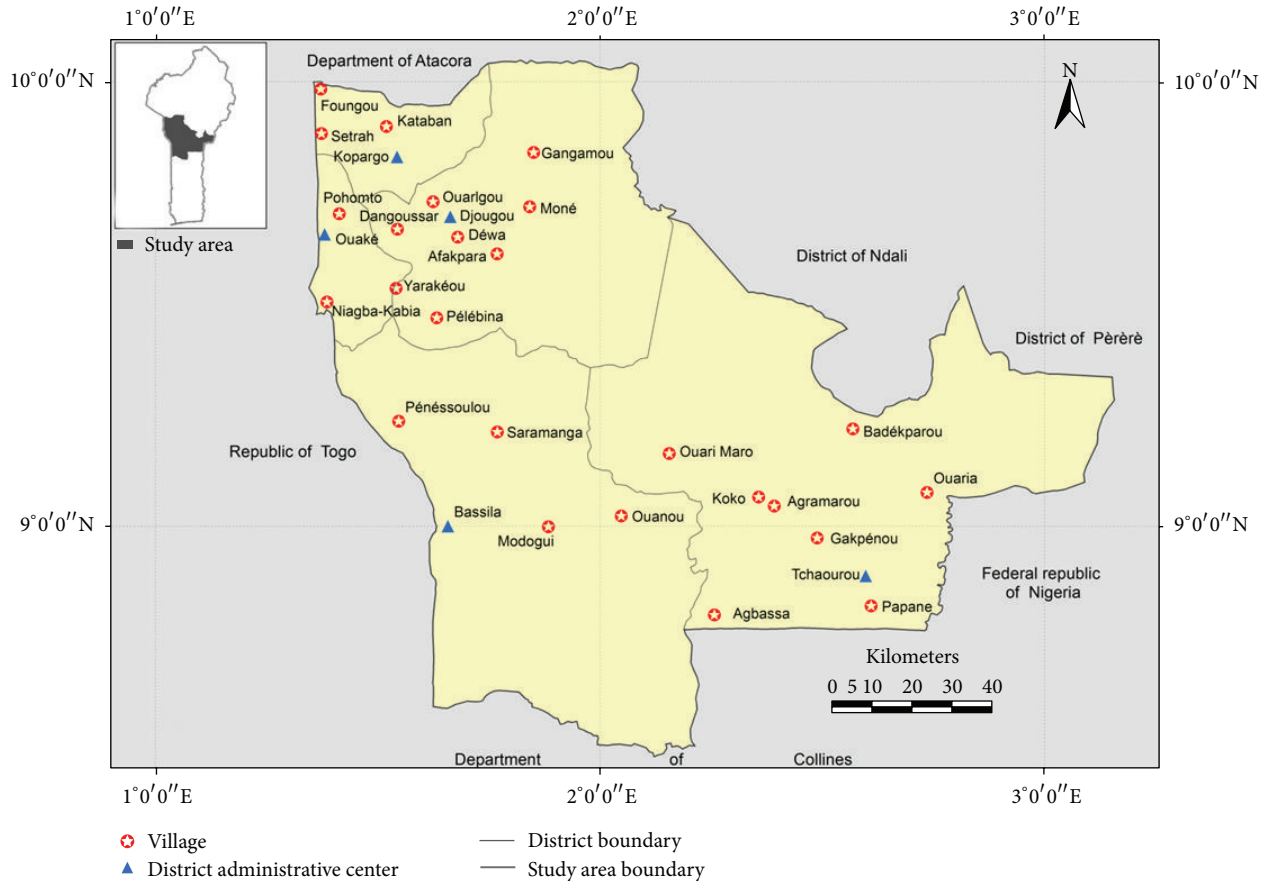 1°0′0″E 2°0′0″E 3°0′0″E
Department of Atacora
N
10°0′0″N 10°0′0″N
Foungou
Kataban
Setrah
Kopargo
Gangamou
Study area
Pohomto
Ouarlgou
Moné
Dangoussar
Djougou
Ouaké
Déwa
Afakpara
District of Ndali
Yarakéou
Niagba-Kabia
Pélébina
District of Pèrèrè
Pénéssoulou
Saramanga
Badékparou
Republic of Togo
Ouari Maro
Ouaria
Koko
Agramarou
Bassila
Ouanou
9°0′0″N 9°0′0″N
Modogui
Gakpénou
Tchaourou
Federal republic
of Nigeria
Papane
Agbassa
Kilometers
0 5 10 20 30 40
Department of Collines
1°0′0″E 2°0′0″E 3°0′0″E
Village
District boundary
District administrative center
Study area boundary